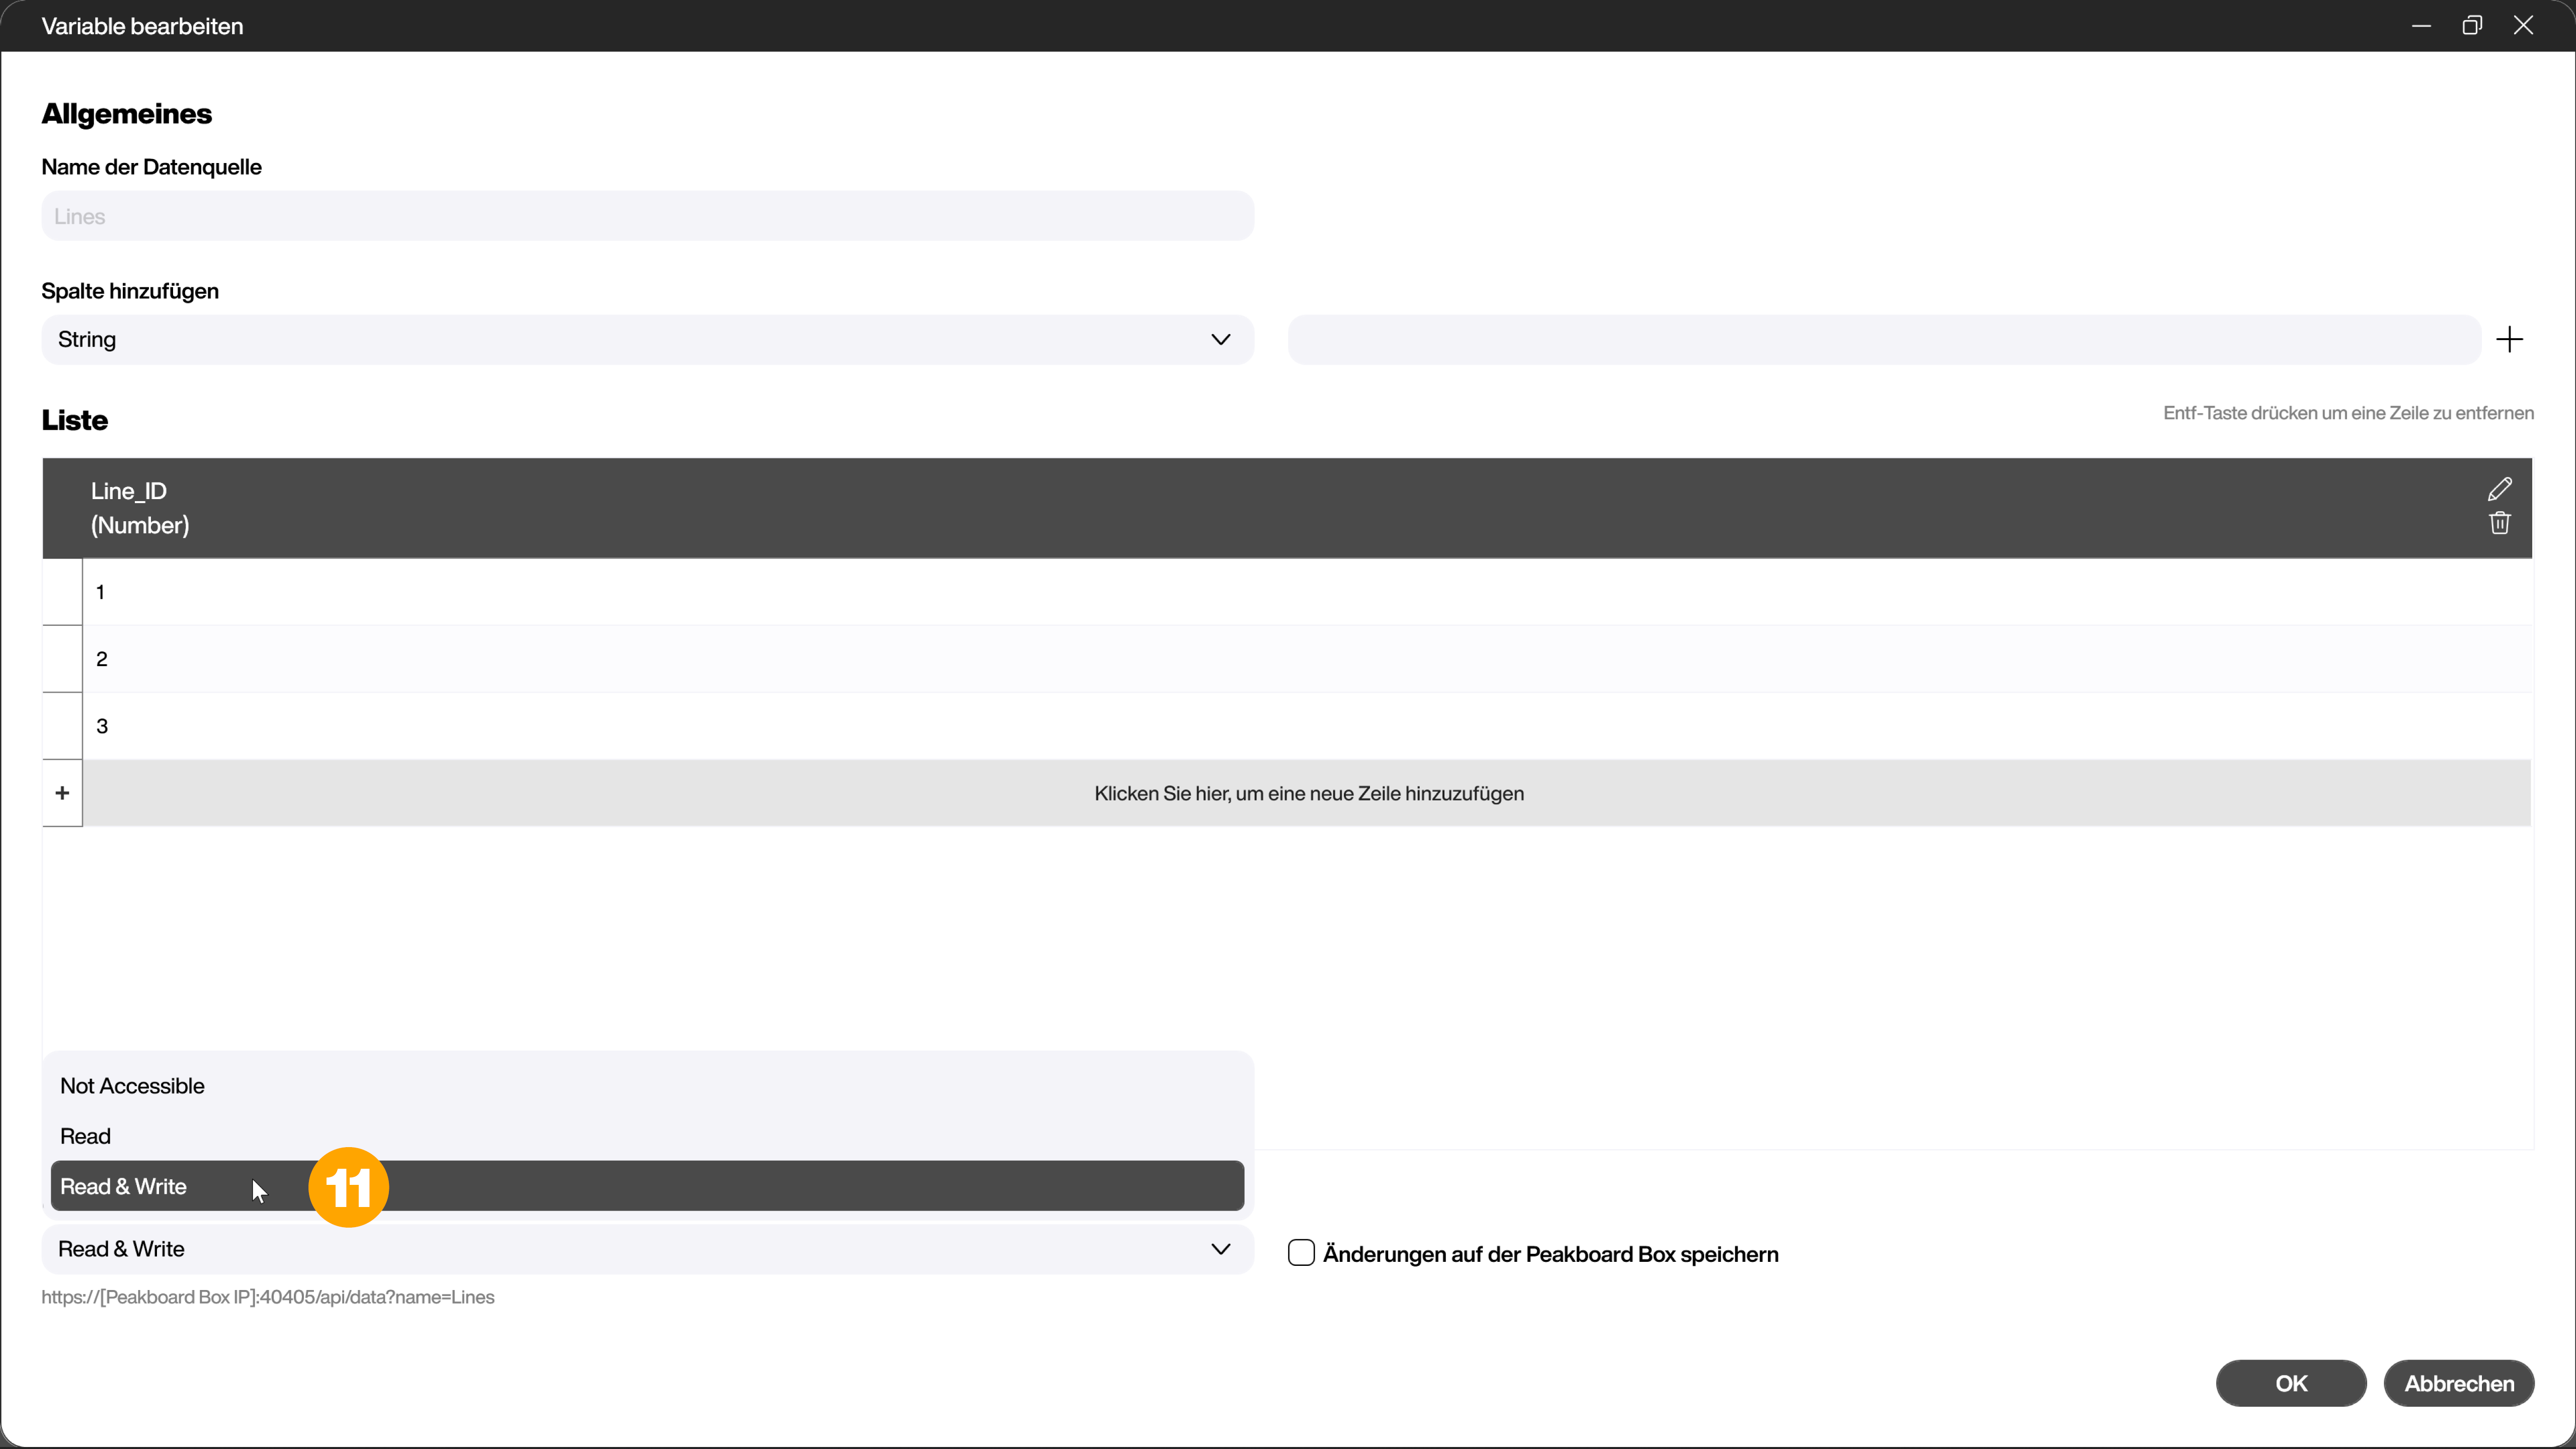 Variable bearbeiten
Allgemeines
Name der Datenquelle
Lines
Spalte hinzufügen
String
Liste
Entf-Taste drücken um eine Zeile zu entfernen
Line_ID
(Number)
1
2
3
+ Klicken Sie hier, um eine neue Zeile hinzuzufügen
Not Accessible
Read
Read & Write
11
Read & Write
Änderungen auf der Peakboard Box speichern
https://[Peakboard Box IP]:40405/api/data?name=Lines
OK
Abbrechen